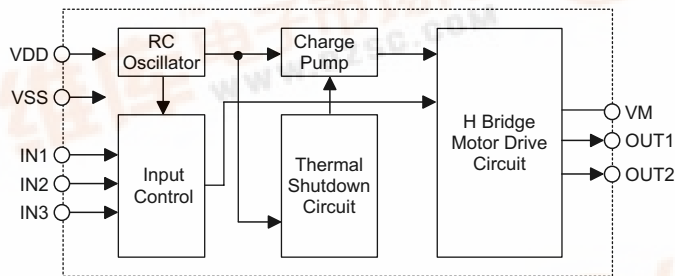 VDD
VSS
IN1
IN2
IN3
RC
Oscillator
Charge
Pump
Input
Control
Thermal
Shutdown
Circuit
H Bridge
Motor Drive
Circuit
VM
OUT1
OUT2